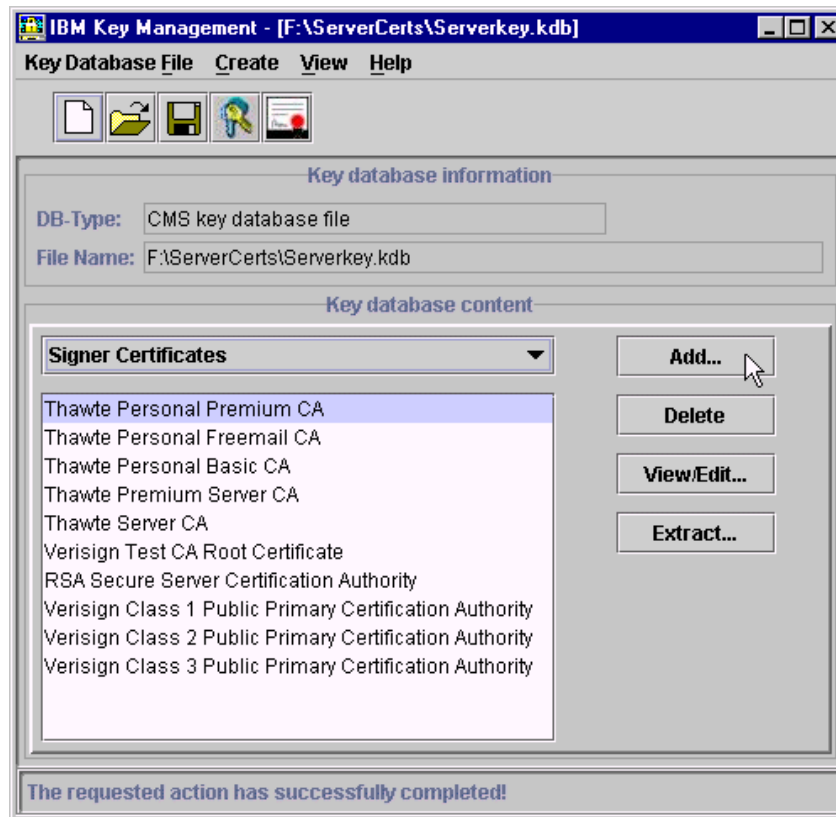 IBM Key Management - [F:\ServerCerts\Serverkey.kdb]
Key Database File Create View Help
Key database information
DB-Type: CMS key database file
File Name: F:\ServerCerts\Serverkey.kdb
Key database content
Signer Certificates
Add...
Thawte Personal Premium CA
Delete
Thawte Personal Freemail CA
Thawte Personal Basic CA
View/Edit...
Thawte Premium Server CA
Thawte Server CA
Extract...
Verisign Test CA Root Certificate
RSA Secure Server Certification Authority
Verisign Class 1 Public Primary Certification Authority
Verisign Class 2 Public Primary Certification Authority
Verisign Class 3 Public Primary Certification Authority
The requested action has successfully completed!